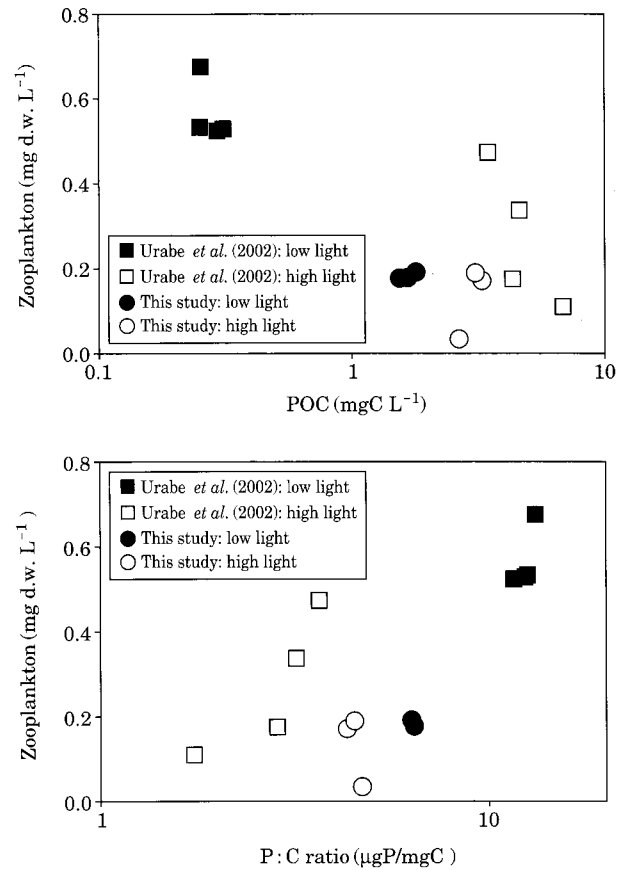 0.8
0.6
0.4
0.2
0.0
Zooplankton (mg d.w. L⁻¹)
Urabe et al. (2002): low light
Urabe et al. (2002): high light
This study: low light
This study: high light
0.1
1
10
POC (mgC L⁻¹)
0.8
0.6
0.4
0.2
0.0
Zooplankton (mg d.w. L⁻¹)
Urabe et al. (2002): low light
Urabe et al. (2002): high light
This study: low light
This study: high light
1
10
P : C ratio (μgP/mgC)